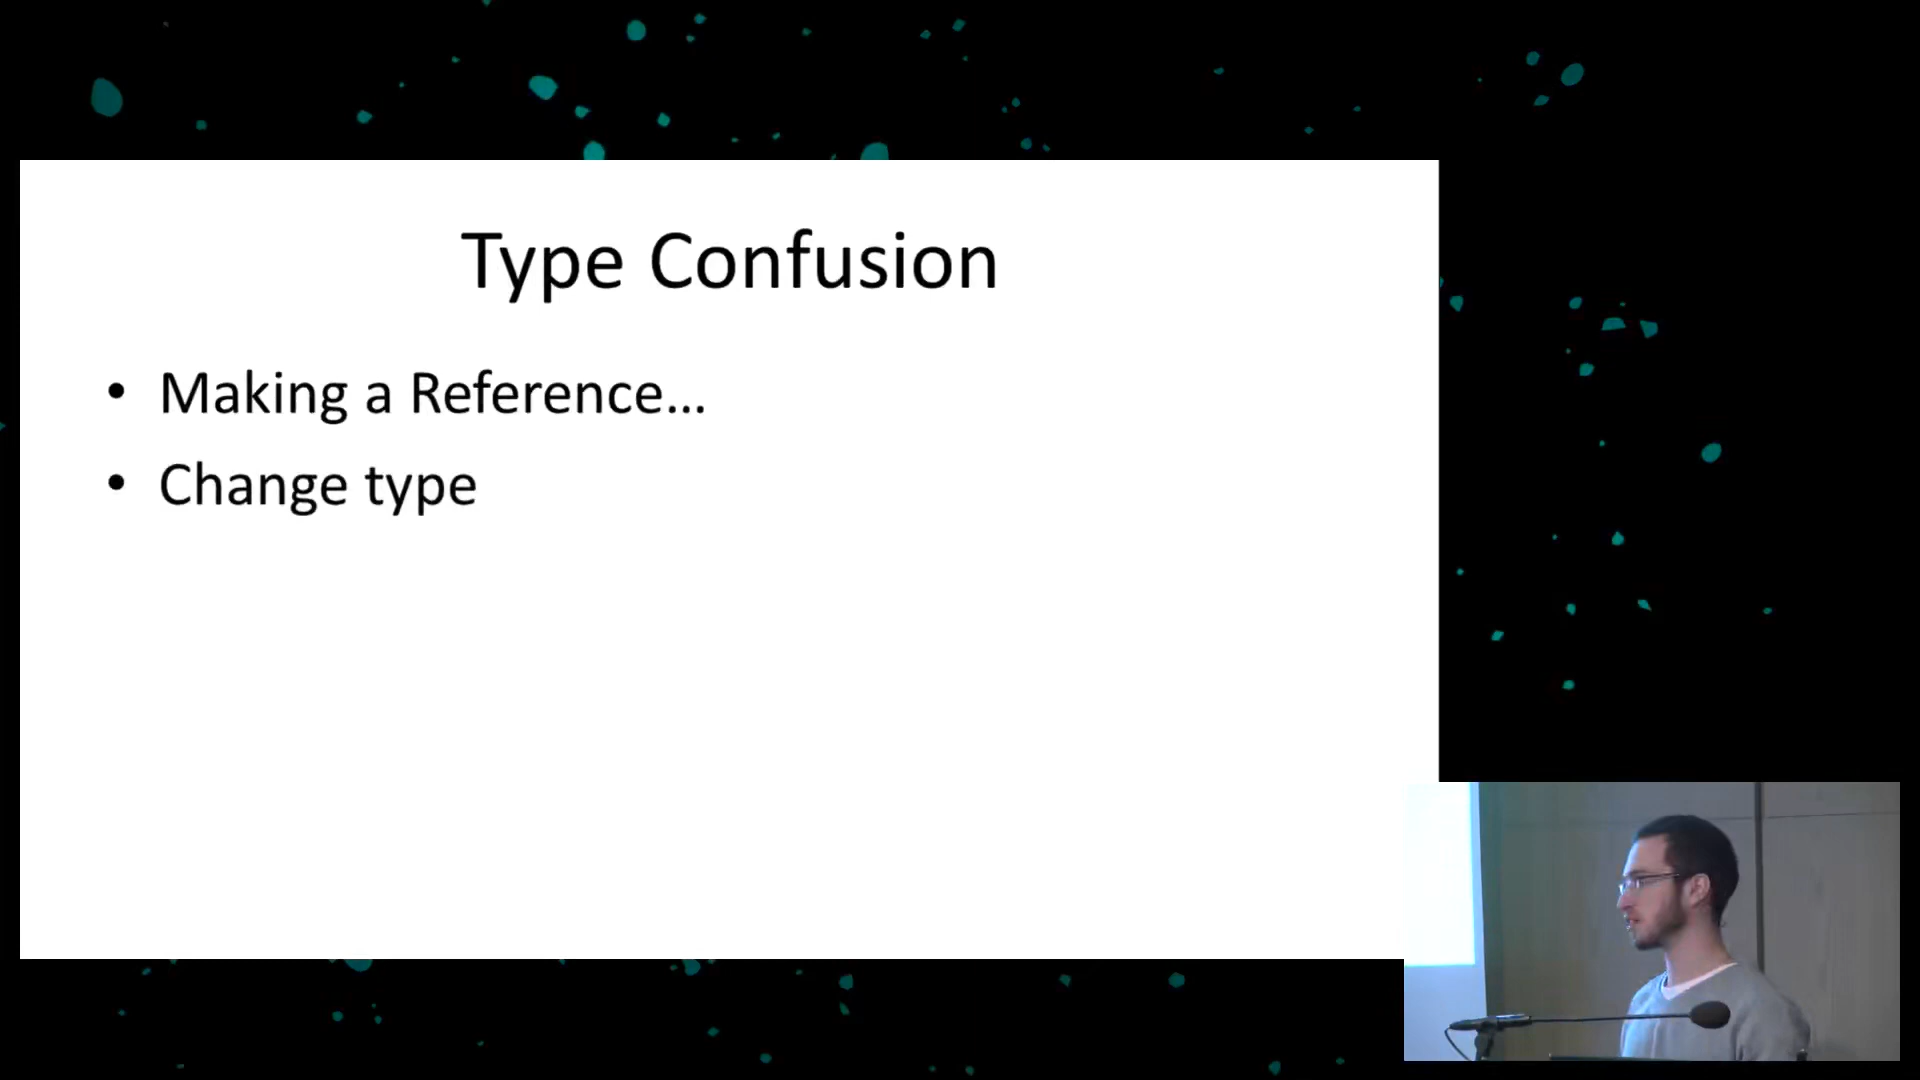 Type Confusion
• Making a Reference...
• Change type